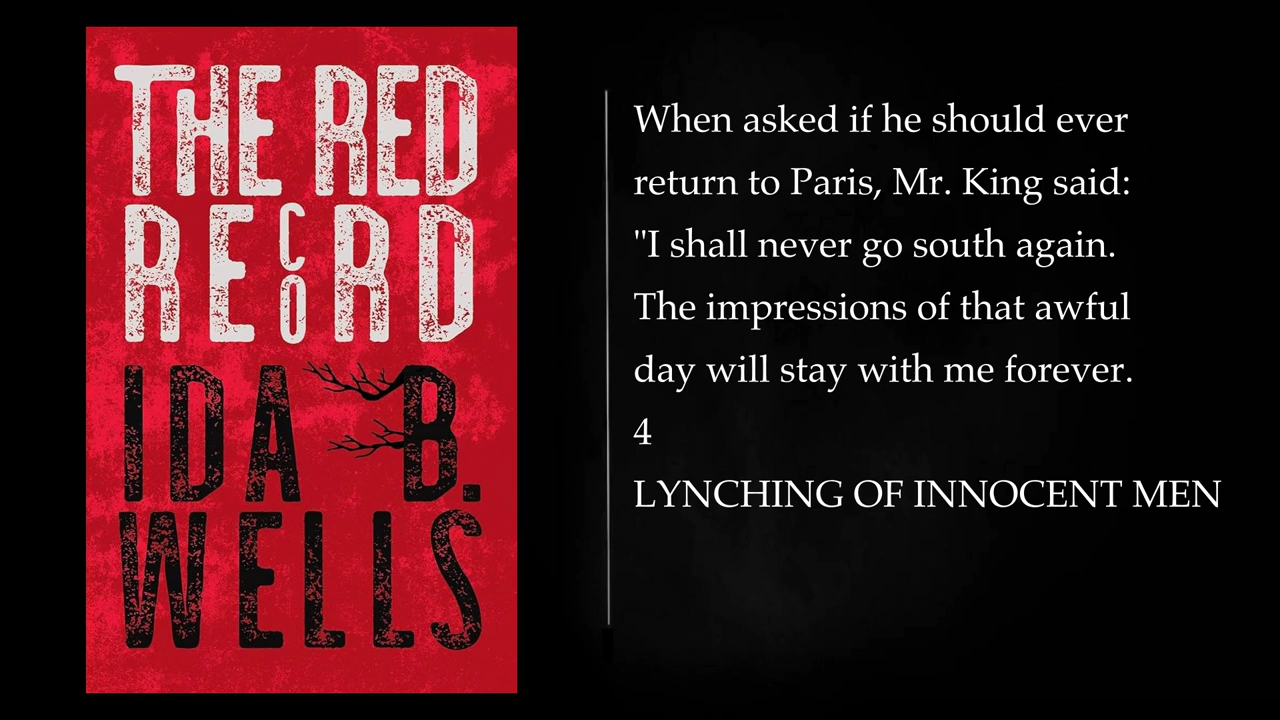 THE RED
RECORD
IDA B.
WELLS
When asked if he should ever
return to Paris, Mr. King said:
"I shall never go south again.
The impressions of that awful
day will stay with me forever.
4
LYNCHING OF INNOCENT MEN